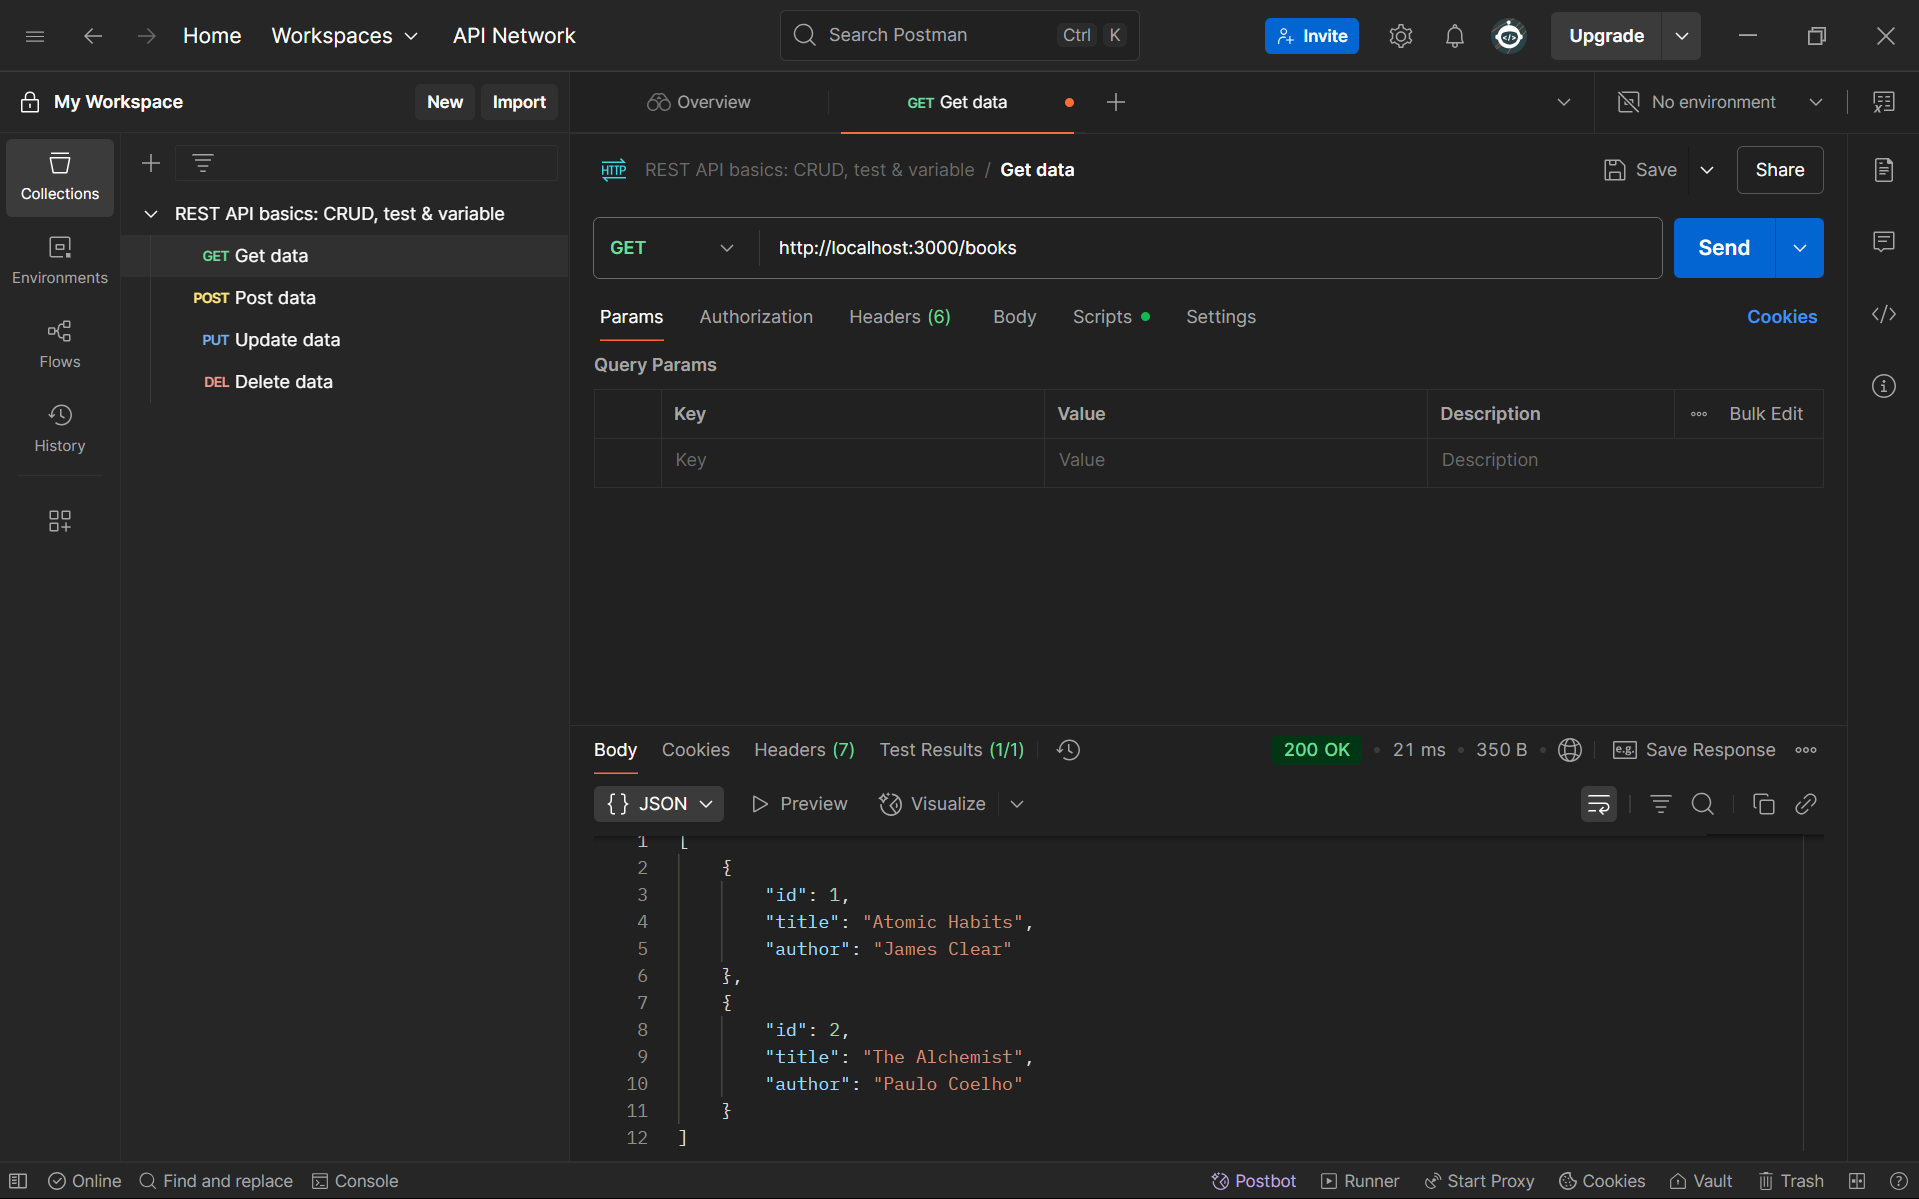 Home Workspaces API Network Search Postman Ctrl K Invite Upgrade
My Workspace New Import Overview GET Get data No environment
Collections
Environments
Flows
History
REST API basics: CRUD, test & variable
GET Get data
POST Post data
PUT Update data
DEL Delete data
HTTP REST API basics: CRUD, test & variable / Get data Save Share
GET http://localhost:3000/books Send
Params Authorization Headers (6) Body Scripts Settings Cookies
Query Params
Key Value Description Bulk Edit
Key Value Description
Body Cookies Headers (7) Test Results (1/1) 200 OK 21 ms 350 B e.g. Save Response
{} JSON Preview Visualize
1 [
2 {
3 "id": 1,
4 "title": "Atomic Habits",
5 "author": "James Clear"
6 },
7 {
8 "id": 2,
9 "title": "The Alchemist",
10 "author": "Paulo Coelho"
11 }
12 ]
Online Find and replace Console Postbot Runner Start Proxy Cookies Vault Trash